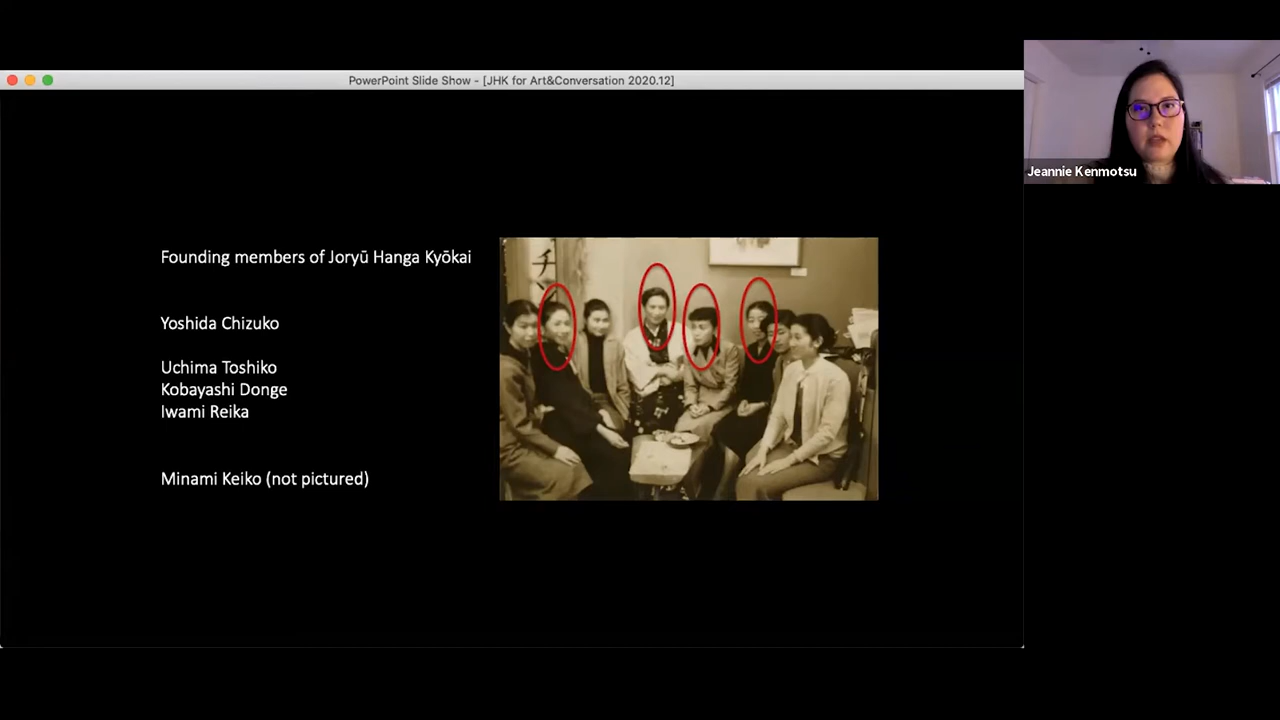 PowerPoint Slide Show - [JHK for Art&Conversation 2020.12]
Jeannie Kenmotsu
Founding members of Joryū Hanga Kyōkai
Yoshida Chizuko
Uchima Toshiko
Kobayashi Donge
Iwami Reika
Minami Keiko (not pictured)
チ